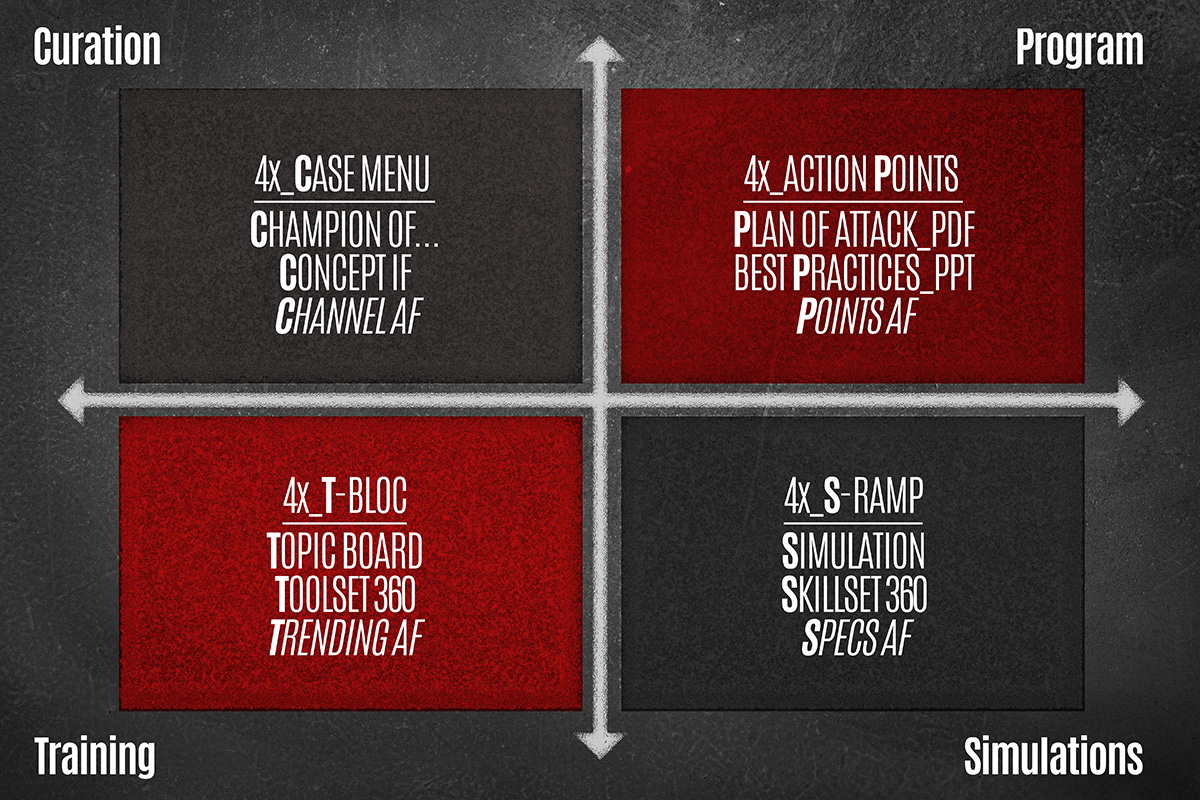 Curation
Program
4x_CASE MENU
CHAMPION OF...
CONCEPT IF
CHANNEL AF
4x_ACTION POINTS
PLAN OF ATTACK_PDF
BEST PRACTICES_PPT
POINTS AF
4x_T-BLOC
TOPIC BOARD
TOOLSET 360
TRENDING AF
4x_S-RAMP
SIMULATION
SKILLSET 360
SPECS AF
Training
Simulations